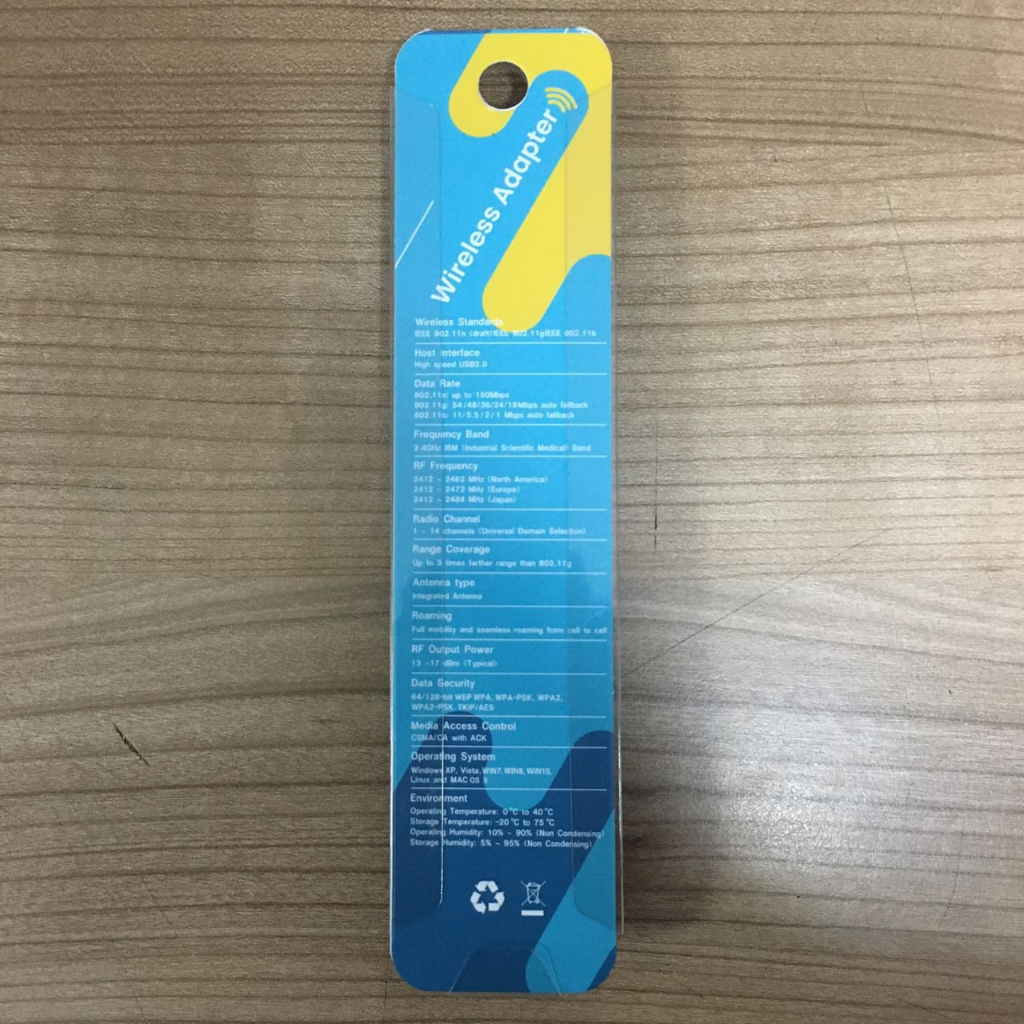 Wireless Adapter
Wireless Standards
IEEE 802.11n (draft)IEEE 802.11gIEEE 802.11b
Host Interface
High speed USB2.0
Data Rate
802.11n: up to 150Mbps
802.11g: 54/48/36/24/18Mbps auto fallback
802.11b: 11/5.5/2/1 Mbps auto fallback
Frequency Band
2.4GHz ISM (Industrial Scientific Medical) Band
RF Frequency
2412 - 2462 MHz (North America)
2412 - 2472 MHz (Europe)
2412 - 2484 MHz (Japan)
Radio Channel
1 - 14 channels (Universal Domain Selection)
Range Coverage
Up to 3 times farther range than 802.11g
Antenna type
Integrated Antenna
Roaming
Full mobility and seamless roaming from cell to cell
RF Output Power
13 ~17 dBm (Typical)
Data Security
64/128-bit WEP WPA, WPA-PSK, WPA2,
WPA2-PSK, TKIP/AES
Media Access Control
CSMA/CA with ACK
Operating System
Windows XP, Vista, WIN7, WIN8, WIN10,
Linux and MAC OS X
Environment
Operating Temperature: 0°C to 40°C
Storage Temperature: -20°C to 75°C
Operating Humidity: 10% ~ 90% (Non Condensing)
Storage Humidity: 5% ~ 95% (Non Condensing)